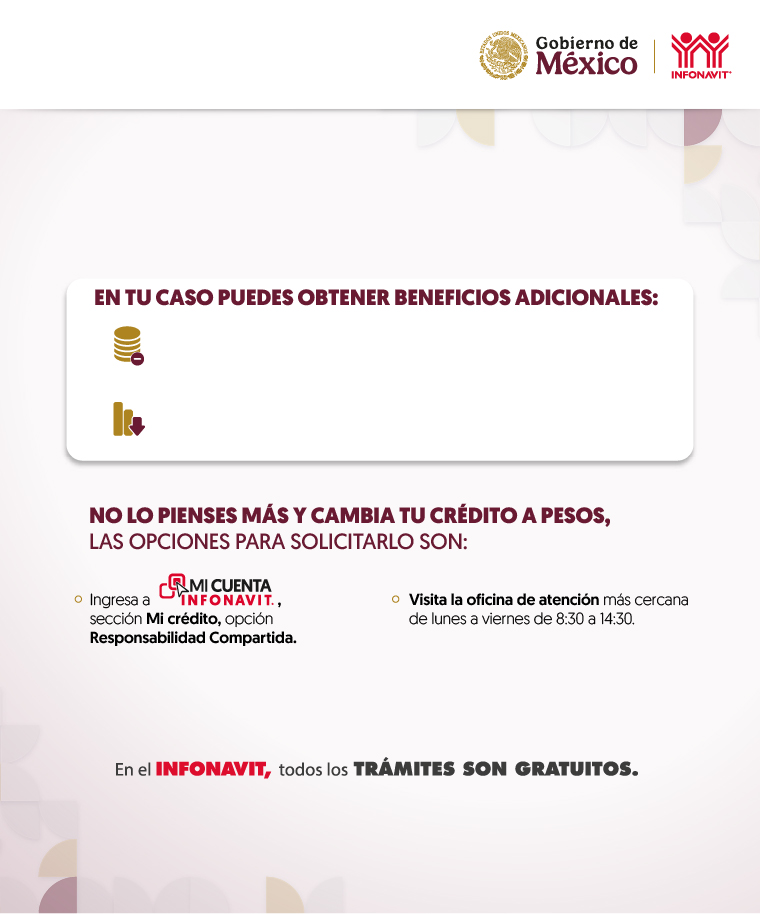 Gobierno de
México
INFONAVIT
EN TU CASO PUEDES OBTENER BENEFICIOS ADICIONALES:
NO LO PIENSES MÁS Y CAMBIA TU CRÉDITO A PESOS,
LAS OPCIONES PARA SOLICITARLO SON:
MI CUENTA
Ingresa a INFONAVIT.,
sección Mi crédito, opción
Responsabilidad Compartida.
Visita la oficina de atención más cercana
de lunes a viernes de 8:30 a 14:30.
En el INFONAVIT, todos los TRÁMITES SON GRATUITOS.